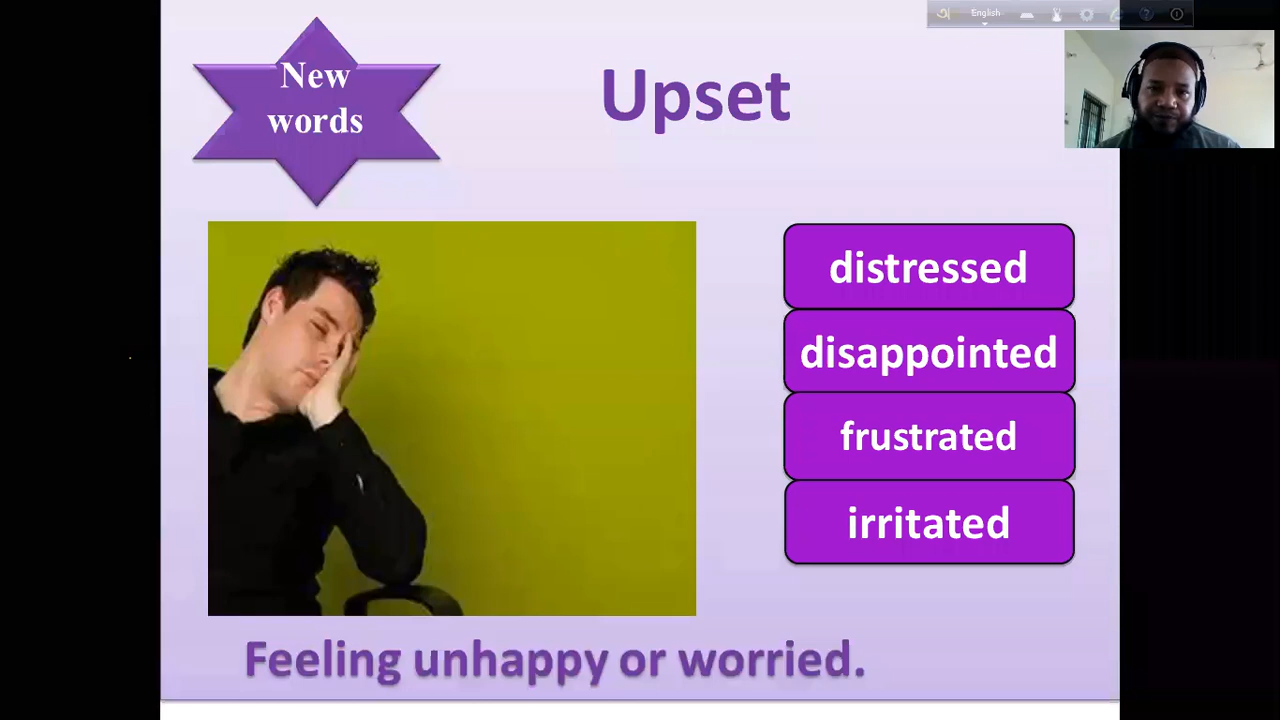 English
New
words
Upset
distressed
disappointed
frustrated
irritated
Feeling unhappy or worried.